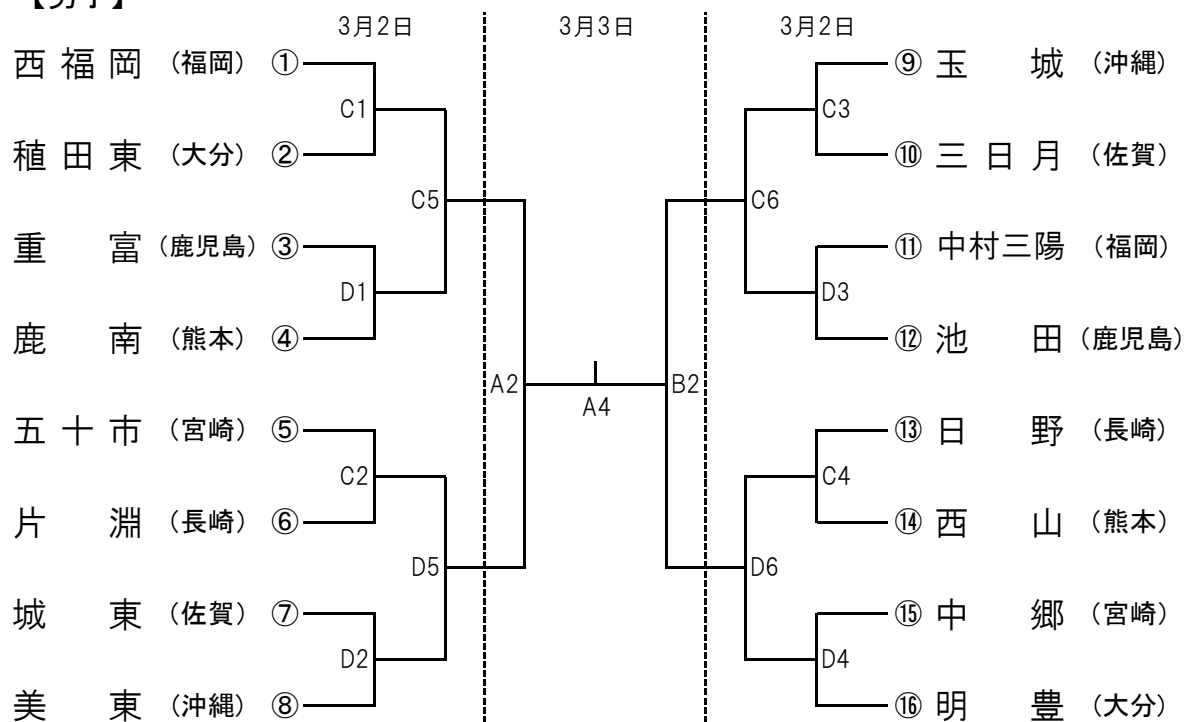 【男子】
3月2日 3月3日 3月2日
西福岡 （福岡） ① ⑨ 玉城 （沖縄）
C1 C3
稙田東 （大分） ② ⑩ 三日月 （佐賀）
C5 C6
重富 （鹿児島） ③ ⑪ 中村三陽 （福岡）
D1 D3
鹿南 （熊本） ④ ⑫ 池田 （鹿児島）
A2 A4 B2
五十市 （宮崎） ⑤ ⑬ 日野 （長崎）
C2 C4
片淵 （長崎） ⑥ ⑭ 西山 （熊本）
D5 D6
城東 （佐賀） ⑦ ⑮ 中郷 （宮崎）
D2 D4
美東 （沖縄） ⑧ ⑯ 明豊 （大分）